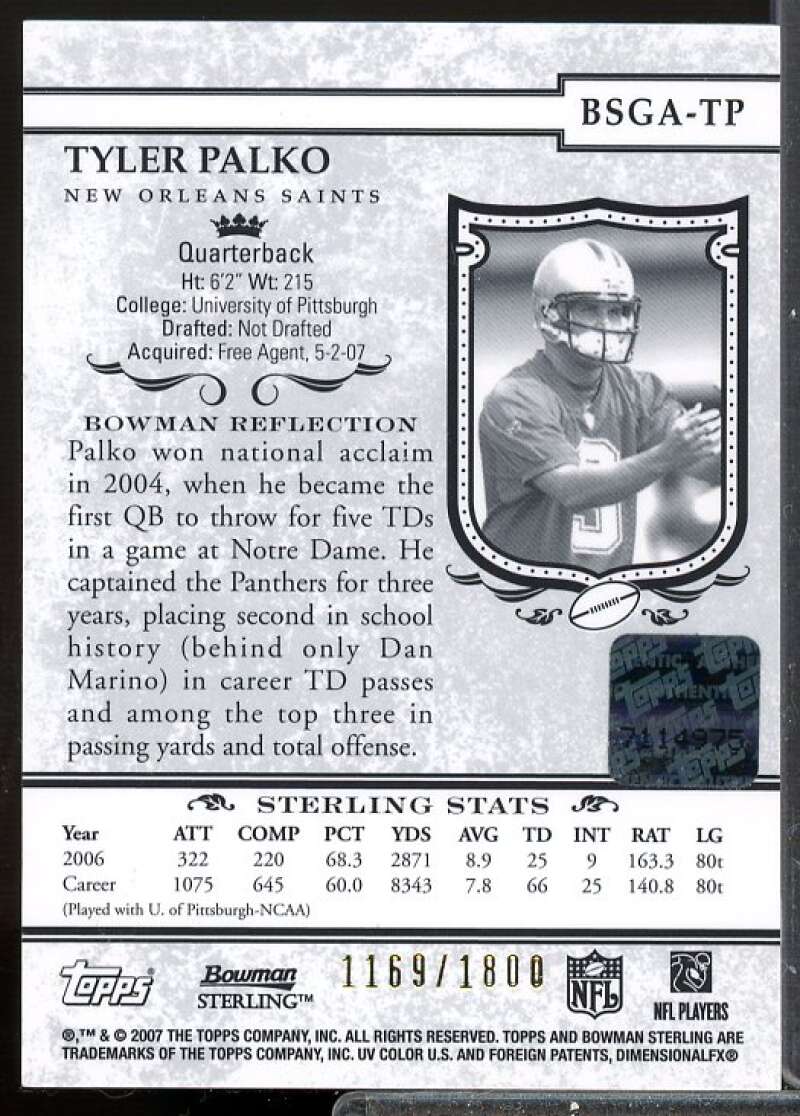 BSGA-TP
TYLER PALKO
NEW ORLEANS SAINTS
Quarterback
Ht: 6'2" Wt: 215
College: University of Pittsburgh
Drafted: Not Drafted
Acquired: Free Agent, 5-2-07
BOWMAN REFLECTION
Palko won national acclaim
in 2004, when he became the
first QB to throw for five TDs
in a game at Notre Dame. He
captained the Panthers for three
years, placing second in school
history (behind only Dan
Marino) in career TD passes
and among the top three in
passing yards and total offense.
9
Topps
7114975
Topps
STERLING STATS
Year ATT COMP PCT YDS AVG TD INT RAT LG
2006 322 220 68.3 2871 8.9 25 9 163.3 80t
Career 1075 645 60.0 8343 7.8 66 25 140.8 80t
(Played with U. of Pittsburgh-NCAA)
Topps®
Bowman
STERLING™
1169/1800
NFL
NFL PLAYERS
®,™ & © 2007 THE TOPPS COMPANY, INC. ALL RIGHTS RESERVED. TOPPS AND BOWMAN STERLING ARE
TRADEMARKS OF THE TOPPS COMPANY, INC. UV COLOR U.S. AND FOREIGN PATENTS, DIMENSIONALFX®